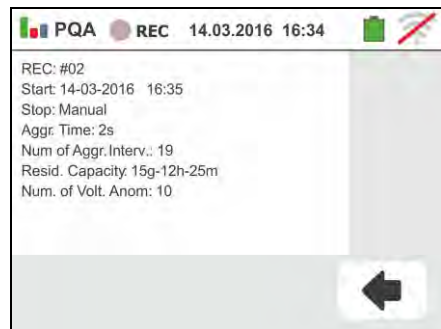 PQA REC 14.03.2016 16:34
REC: #02
Start: 14-03-2016 16:35
Stop: Manual
Aggr. Time: 2s
Num of Aggr.Interv.: 19
Resid. Capacity: 15g-12h-25m
Num. of Volt. Anom: 10